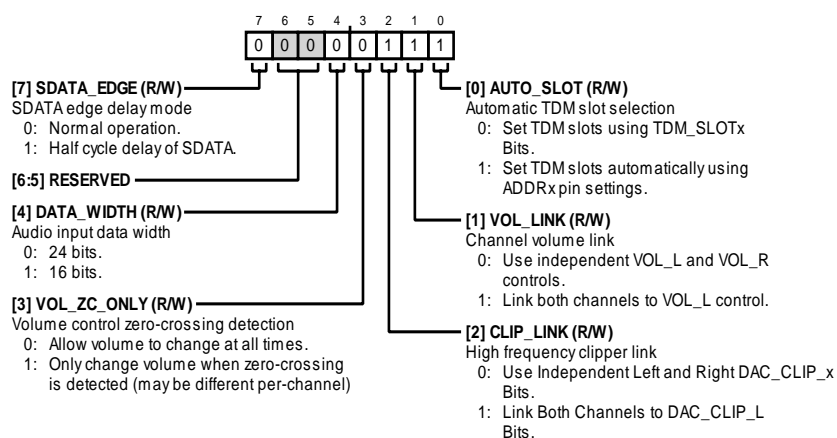 7 6 5 4 3 2 1 0
0 0 0 0 0 1 1 1
[7] SDATA_EDGE (R/W)
SDATA edge delay mode
0: Normal operation.
1: Half cycle delay of SDATA.
[6:5] RESERVED
[4] DATA_WIDTH (R/W)
Audio input data width
0: 24 bits.
1: 16 bits.
[3] VOL_ZC_ONLY (R/W)
Volume control zero-crossing detection
0: Allow volume to change at all times.
1: Only change volume when zero-crossing
is detected (may be different per-channel)
[0] AUTO_SLOT (R/W)
Automatic TDM slot selection
0: Set TDM slots using TDM_SLOTx
Bits.
1: Set TDM slots automatically using
ADDRx pin settings.
[1] VOL_LINK (R/W)
Channel volume link
0: Use independent VOL_L and VOL_R
controls.
1: Link both channels to VOL_L control.
[2] CLIP_LINK (R/W)
High frequency clipper link
0: Use Independent Left and Right DAC_CLIP_x
Bits.
1: Link Both Channels to DAC_CLIP_L
Bits.